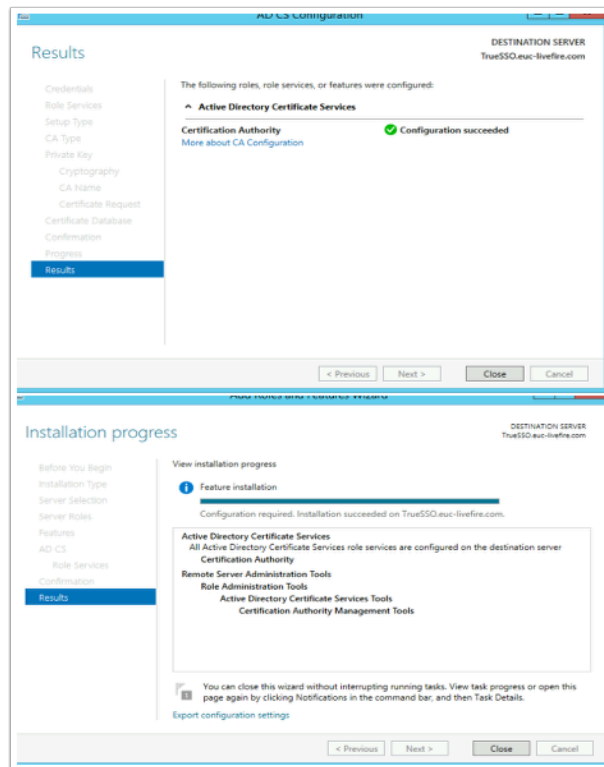 AD CS Configuration
Results
DESTINATION SERVER
TrueSSO.euc-livefire.com
Credentials
Role Services
Setup Type
CA Type
Private Key
Cryptography
CA Name
Certificate Request
Certificate Database
Confirmation
Progress
Results
The following roles, role services, or features were configured:
Active Directory Certificate Services
Certification Authority
Configuration succeeded
More about CA Configuration
< Previous
Next >
Close
Cancel
Add Roles and Features Wizard
Installation progress
DESTINATION SERVER
TrueSSO.euc-livefire.com
Before You Begin
Installation Type
Server Selection
Server Roles
Features
AD CS
Role Services
Confirmation
Results
View installation progress
Feature installation
Configuration required. Installation succeeded on TrueSSO.euc-livefire.com.
Active Directory Certificate Services
All Active Directory Certificate Services role services are configured on the destination server
Certification Authority
Remote Server Administration Tools
Role Administration Tools
Active Directory Certificate Services Tools
Certification Authority Management Tools
You can close this wizard without interrupting running tasks. View task progress or open this
page again by clicking Notifications in the command bar, and then Task Details.
Export configuration settings
< Previous
Next >
Close
Cancel